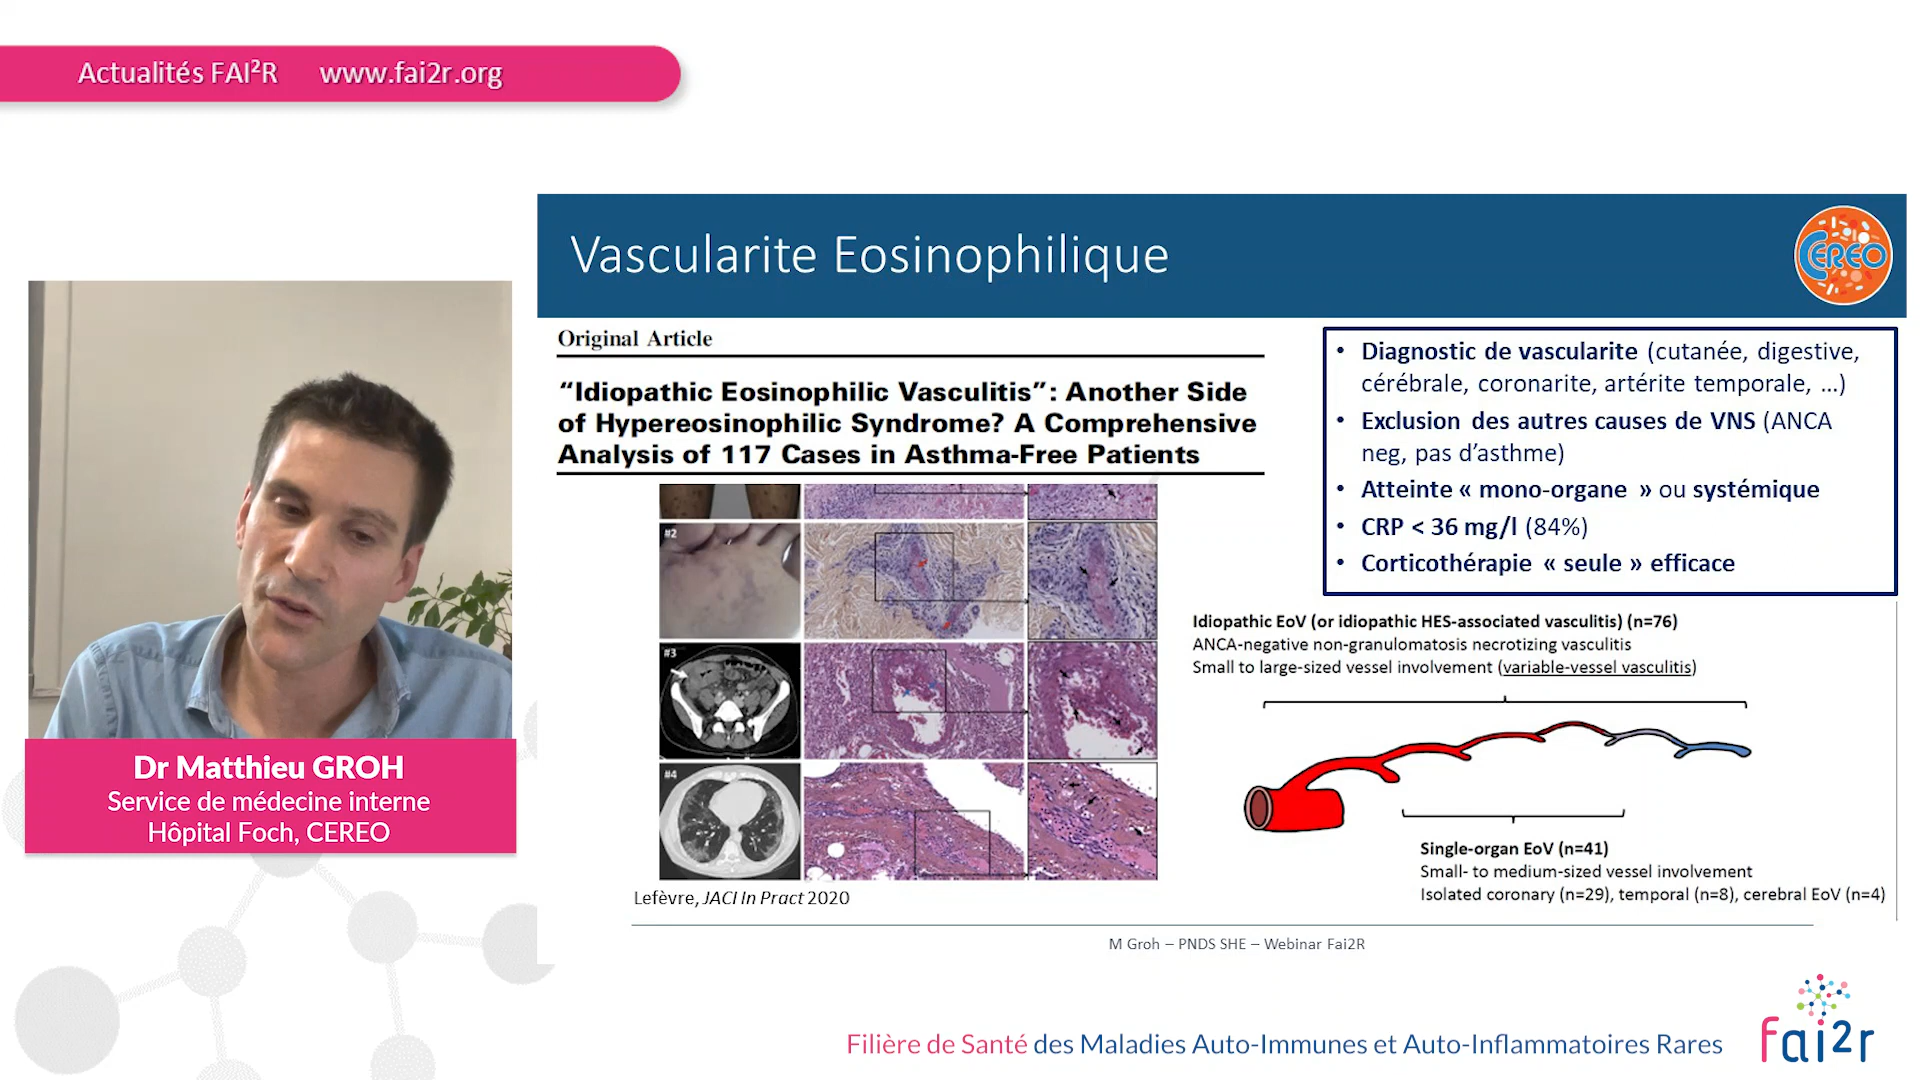 Actualités FAI²R www.fai2r.org
Vascularite Eosinophilique
CEREO
Original Article
“Idiopathic Eosinophilic Vasculitis”: Another Side
of Hypereosinophilic Syndrome? A Comprehensive
Analysis of 117 Cases in Asthma-Free Patients
#2
#3
#4
Lefèvre, JACI In Pract 2020
• Diagnostic de vascularite (cutanée, digestive,
cérébrale, coronarite, artérite temporale, …)
• Exclusion des autres causes de VNS (ANCA
neg, pas d’asthme)
• Atteinte « mono-organe » ou systémique
• CRP < 36 mg/l (84%)
• Corticothérapie « seule » efficace
Idiopathic EoV (or idiopathic HES-associated vasculitis) (n=76)
ANCA-negative non-granulomatosis necrotizing vasculitis
Small to large-sized vessel involvement (variable-vessel vasculitis)
Single-organ EoV (n=41)
Small- to medium-sized vessel involvement
Isolated coronary (n=29), temporal (n=8), cerebral EoV (n=4)
M Groh – PNDS SHE – Webinar Fai2R
Dr Matthieu GROH
Service de médecine interne
Hôpital Foch, CEREO
Filière de Santé des Maladies Auto-Immunes et Auto-Inflammatoires Rares
fai2r